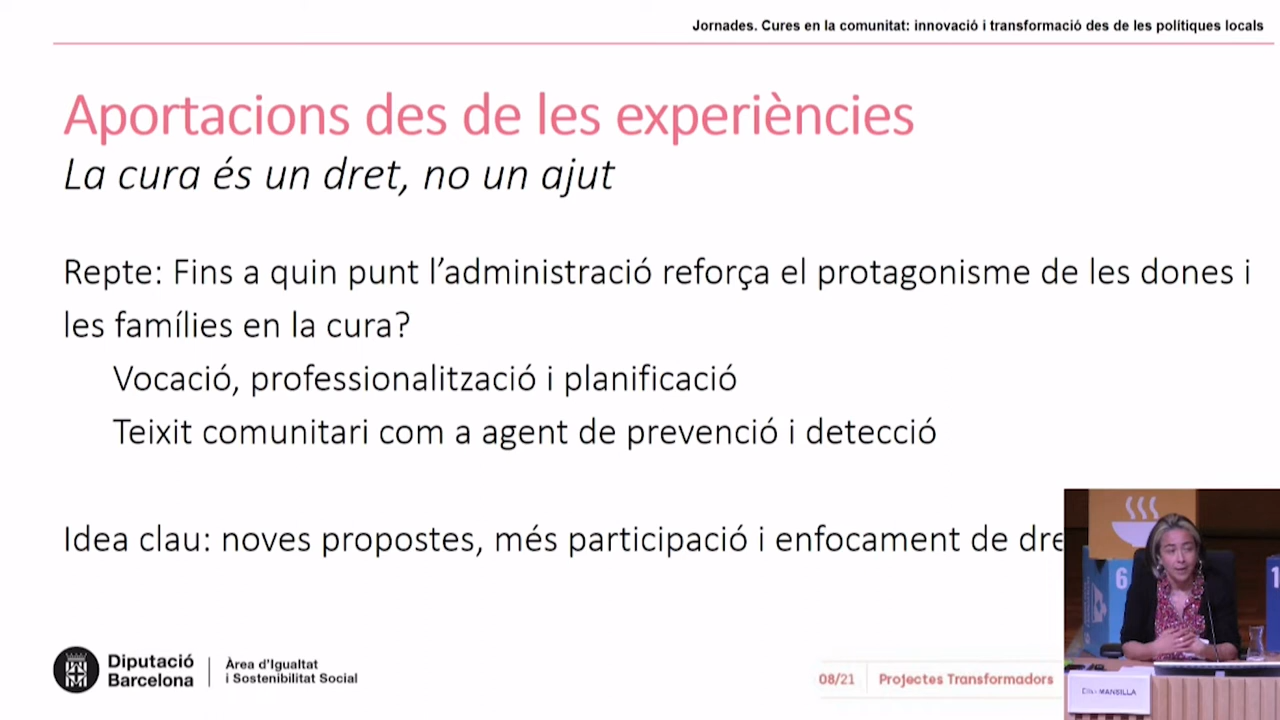 Jornades. Cures en la comunitat: innovació i transformació des de les polítiques locals
Aportacions des de les experiències
La cura és un dret, no un ajut
Repte: Fins a quin punt l’administració reforça el protagonisme de les dones i
les famílies en la cura?
Vocació, professionalització i planificació
Teixit comunitari com a agent de prevenció i detecció
Idea clau: noves propostes, més participació i enfocament de dre
6
1
Diputació
Barcelona
Àrea d’Igualtat
i Sostenibilitat Social
08/21
Projectes Transformadors
MANSILLA